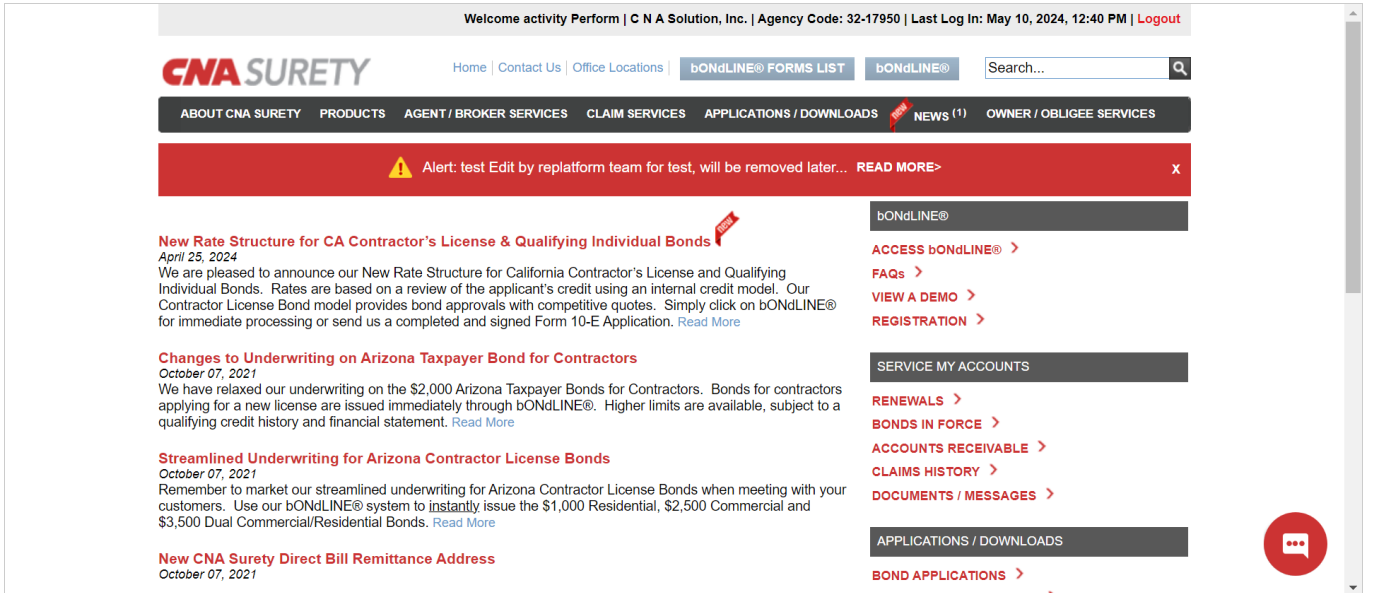 Welcome activity Perform | C N A Solution, Inc. | Agency Code: 32-17950 | Last Log In: May 10, 2024, 12:40 PM | Logout
CNA SURETY
Home | Contact Us | Office Locations |
bONdLINE® FORMS LIST
bONdLINE®
Search...
ABOUT CNA SURETY
PRODUCTS
AGENT / BROKER SERVICES
CLAIM SERVICES
APPLICATIONS / DOWNLOADS
new
NEWS (1)
OWNER / OBLIGEE SERVICES
Alert: test Edit by replatform team for test, will be removed later... READ MORE>
X
New Rate Structure for CA Contractor’s License & Qualifying Individual Bonds
new
April 25, 2024
We are pleased to announce our New Rate Structure for California Contractor’s License and Qualifying
Individual Bonds.  Rates are based on a review of the applicant’s credit using an internal credit model.  Our
Contractor License Bond model provides bond approvals with competitive quotes.  Simply click on bONdLINE®
for immediate processing or send us a completed and signed Form 10-E Application. Read More
Changes to Underwriting on Arizona Taxpayer Bond for Contractors
October 07, 2021
We have relaxed our underwriting on the $2,000 Arizona Taxpayer Bonds for Contractors.  Bonds for contractors
applying for a new license are issued immediately through bONdLINE®.  Higher limits are available, subject to a
qualifying credit history and financial statement. Read More
Streamlined Underwriting for Arizona Contractor License Bonds
October 07, 2021
Remember to market our streamlined underwriting for Arizona Contractor License Bonds when meeting with your
customers.  Use our bONdLINE® system to instantly issue the $1,000 Residential, $2,500 Commercial and
$3,500 Dual Commercial/Residential Bonds. Read More
New CNA Surety Direct Bill Remittance Address
October 07, 2021
bONdLINE®
ACCESS bONdLINE®
FAQs
VIEW A DEMO
REGISTRATION
SERVICE MY ACCOUNTS
RENEWALS
BONDS IN FORCE
ACCOUNTS RECEIVABLE
CLAIMS HISTORY
DOCUMENTS / MESSAGES
APPLICATIONS / DOWNLOADS
BOND APPLICATIONS